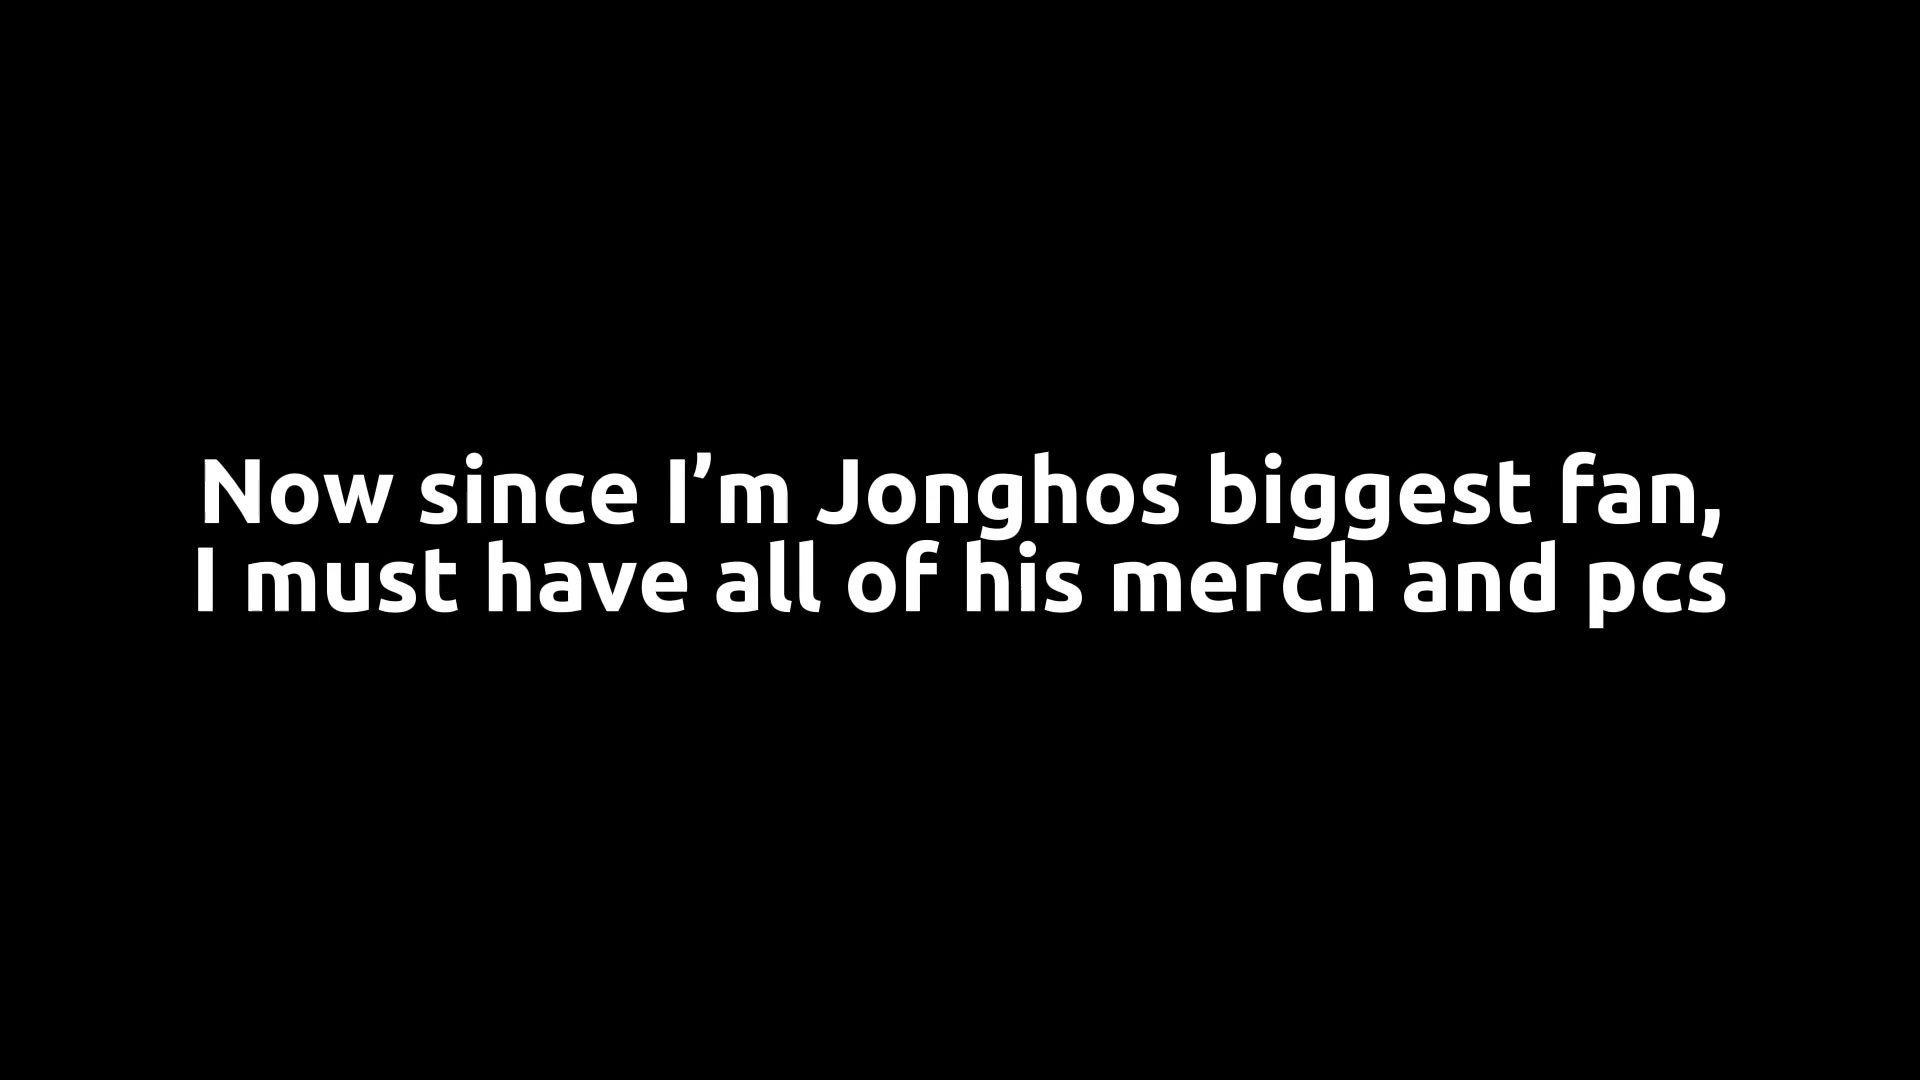 Now since I’m Jonghos biggest fan,
I must have all of his merch and pcs